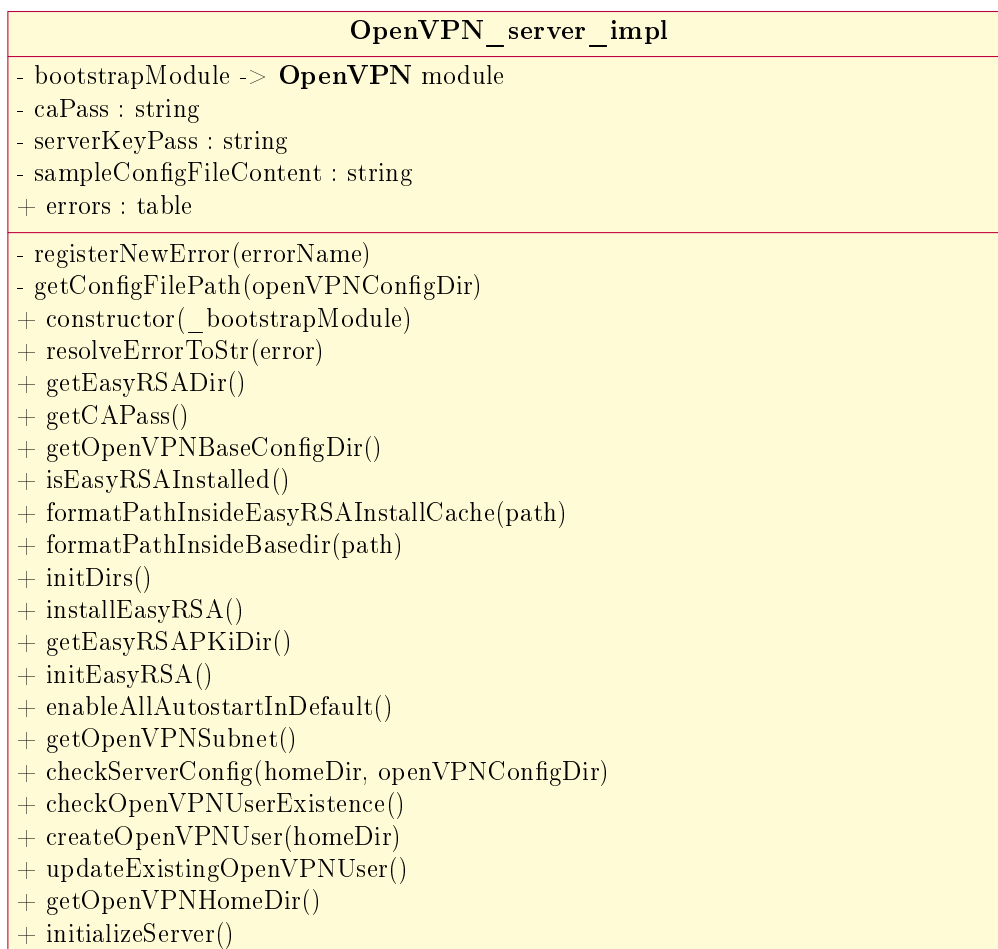 OpenVPN_server_impl
- bootstrapModule -> OpenVPN module
- caPass : string
- serverKeyPass : string
- sampleConfigFileContent : string
+ errors : table
- registerNewError(errorName)
- getConfigFilePath(openVPNConfigDir)
+ constructor(_bootstrapModule)
+ resolveErrorToStr(error)
+ getEasyRSADir()
+ getCAPass()
+ getOpenVPNBaseConfigDir()
+ isEasyRSAInstalled()
+ formatPathInsideEasyRSAInstallCache(path)
+ formatPathInsideBasedir(path)
+ initDirs()
+ installEasyRSA()
+ getEasyRSAPKiDir()
+ initEasyRSA()
+ enableAllAutostartInDefault()
+ getOpenVPNSubnet()
+ checkServerConfig(homeDir, openVPNConfigDir)
+ checkOpenVPNUserExistence()
+ createOpenVPNUser(homeDir)
+ updateExistingOpenVPNUser()
+ getOpenVPNHomeDir()
+ initializeServer()